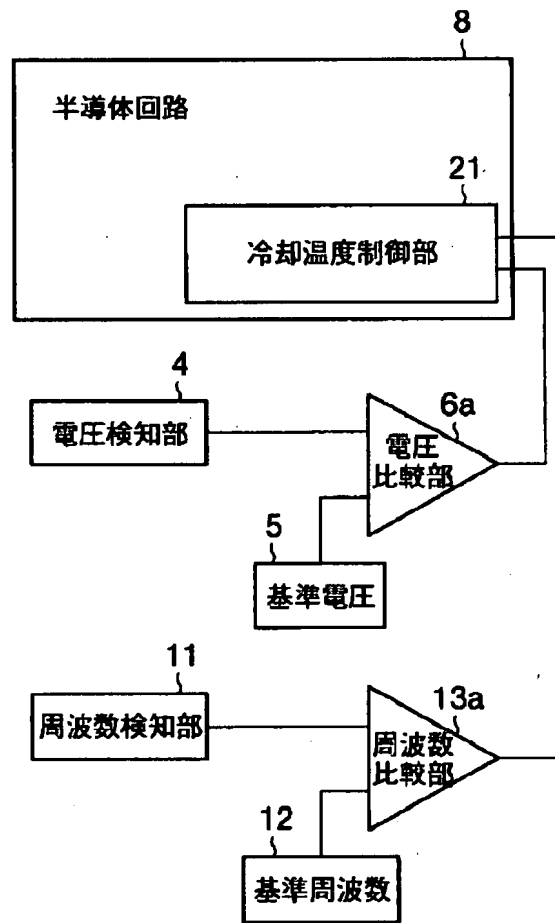 8
半導体回路
21
冷却温度制御部
4
電圧検知部
6a
電圧
比較部
5
基準電圧
11
周波数検知部
13a
周波数
比較部
12
基準周波数